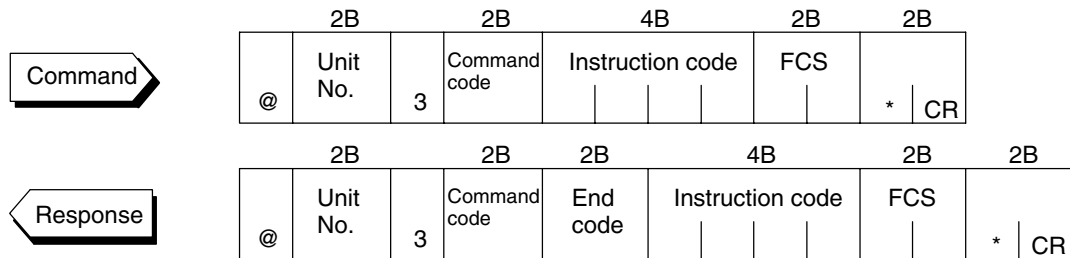 2B 2B 4B 2B 2B
Command
@ Unit No. 3 Command code Instruction code FCS * CR
2B 2B 2B 4B 2B 2B
Response
@ Unit No. 3 Command code End code Instruction code FCS * CR